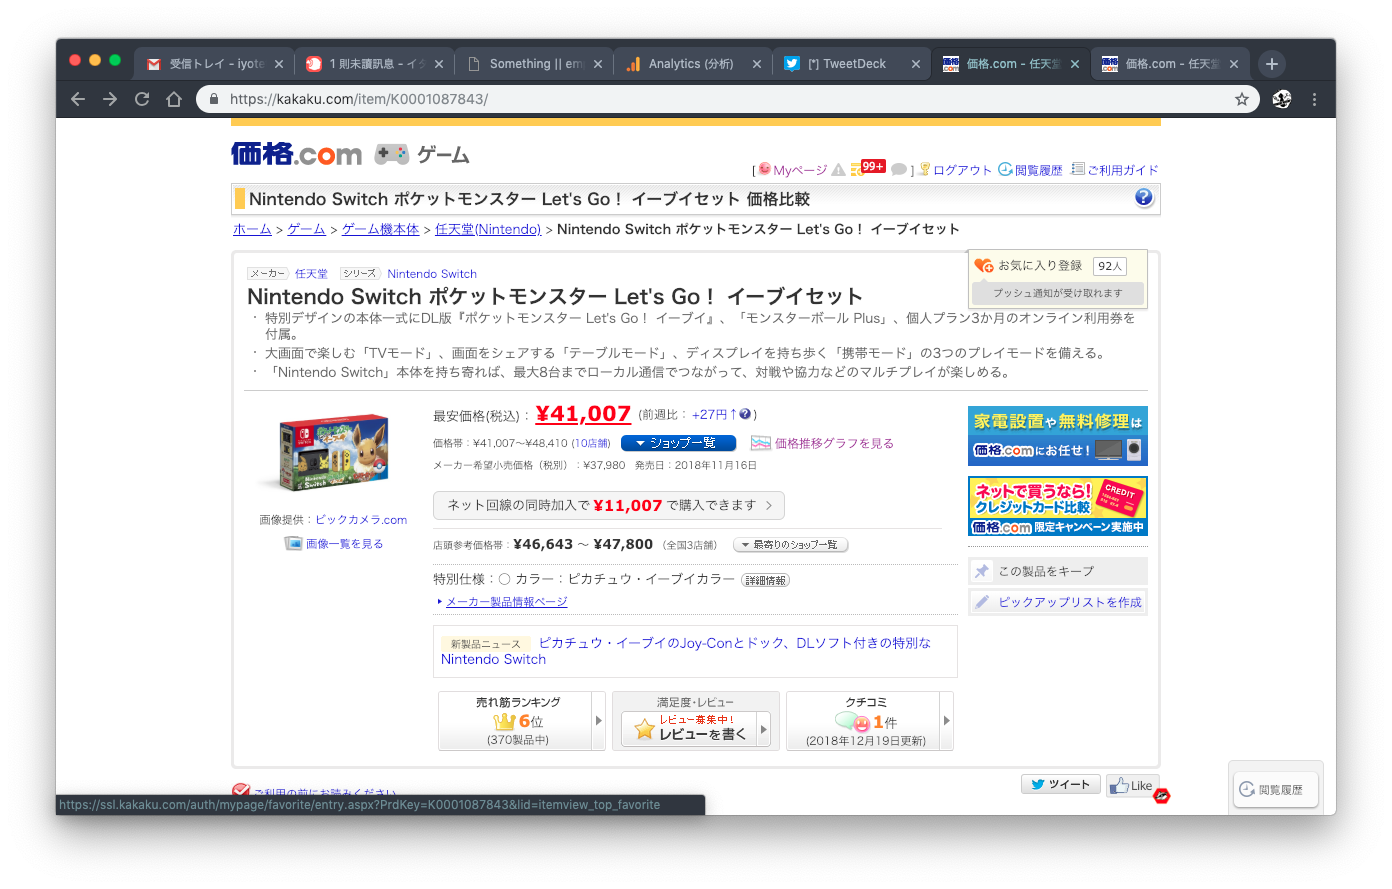 受信トレイ - iyote
1 則未讀訊息 - イタ
Something || em
Analytics (分析)
[*] TweetDeck
価格.com - 任天堂
価格.com - 任天堂
https://kakaku.com/item/K0001087843/
価格.com ゲーム
[ Myページ 99+ ] ログアウト 閲覧履歴 ご利用ガイド
Nintendo Switch ポケットモンスター Let's Go！ イーブイセット 価格比較 ?
ホーム > ゲーム > ゲーム機本体 > 任天堂(Nintendo) > Nintendo Switch ポケットモンスター Let's Go！ イーブイセット
メーカー 任天堂 シリーズ Nintendo Switch
お気に入り登録 92人
プッシュ通知が受け取れます
Nintendo Switch ポケットモンスター Let's Go！ イーブイセット
・ 特別デザインの本体一式にDL版『ポケットモンスター Let's Go！ イーブイ』、「モンスターボール Plus」、個人プラン3か月のオンライン利用券を
付属。
・ 大画面で楽しむ「TVモード」、画面をシェアする「テーブルモード」、ディスプレイを持ち歩く「携帯モード」の3つのプレイモードを備える。
・ 「Nintendo Switch」本体を持ち寄れば、最大8台までローカル通信でつながって、対戦や協力などのマルチプレイが楽しめる。
最安価格(税込)： ¥41,007 (前週比： +27円↑?)
価格帯：¥41,007～¥48,410 (10店舗) ショップ一覧 価格推移グラフを見る
メーカー希望小売価格（税別）：¥37,980 発売日：2018年11月16日
ネット回線の同時加入で ¥11,007 で購入できます
店頭参考価格帯：¥46,643 ～ ¥47,800 （全国3店舗） 最寄りのショップ一覧
特別仕様：○ カラー：ピカチュウ・イーブイカラー 詳細情報
メーカー製品情報ページ
新製品ニュース ピカチュウ・イーブイのJoy-Conとドック、DLソフト付きの特別な
Nintendo Switch
Nintendo
Switch
画像提供：ビックカメラ.com
画像一覧を見る
家電設置や無料修理は
価格.comにお任せ！
ネットで買うなら！
クレジットカード比較
CREDIT
価格.com 限定キャンペーン実施中
この製品をキープ
ピックアップリストを作成
売れ筋ランキング
6位
(370製品中)
満足度・レビュー
レビュー募集中！
レビューを書く
クチコミ
1件
(2018年12月19日更新)
ご利用の前にお読みください
ツイート
Like
閲覧履歴
https://ssl.kakaku.com/auth/mypage/favorite/entry.aspx?PrdKey=K0001087843&lid=itemview_top_favorite